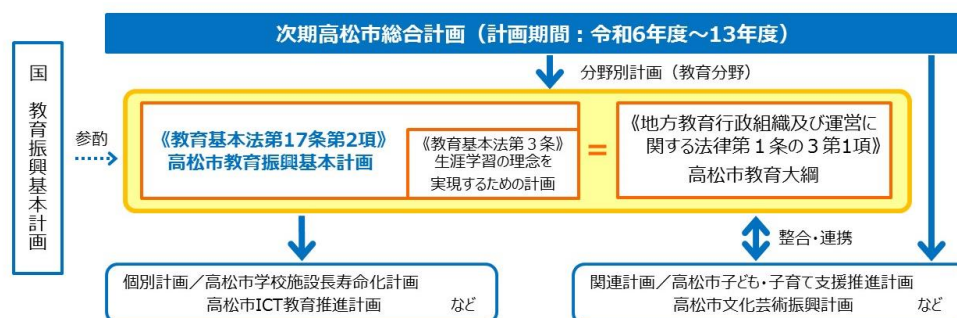 次期高松市総合計画（計画期間：令和6年度～13年度）
分野別計画（教育分野）
国 教育振興基本計画
参酌
《教育基本法第17条第2項》
高松市教育振興基本計画
《教育基本法第３条》
生涯学習の理念を
実現するための計画
=
《地方教育行政組織及び運営に
関する法律第１条の３第1項》
高松市教育大綱
整合・連携
個別計画／高松市学校施設長寿命化計画
高松市ICT教育推進計画 など
関連計画／高松市子ども・子育て支援推進計画
高松市文化芸術振興計画 など